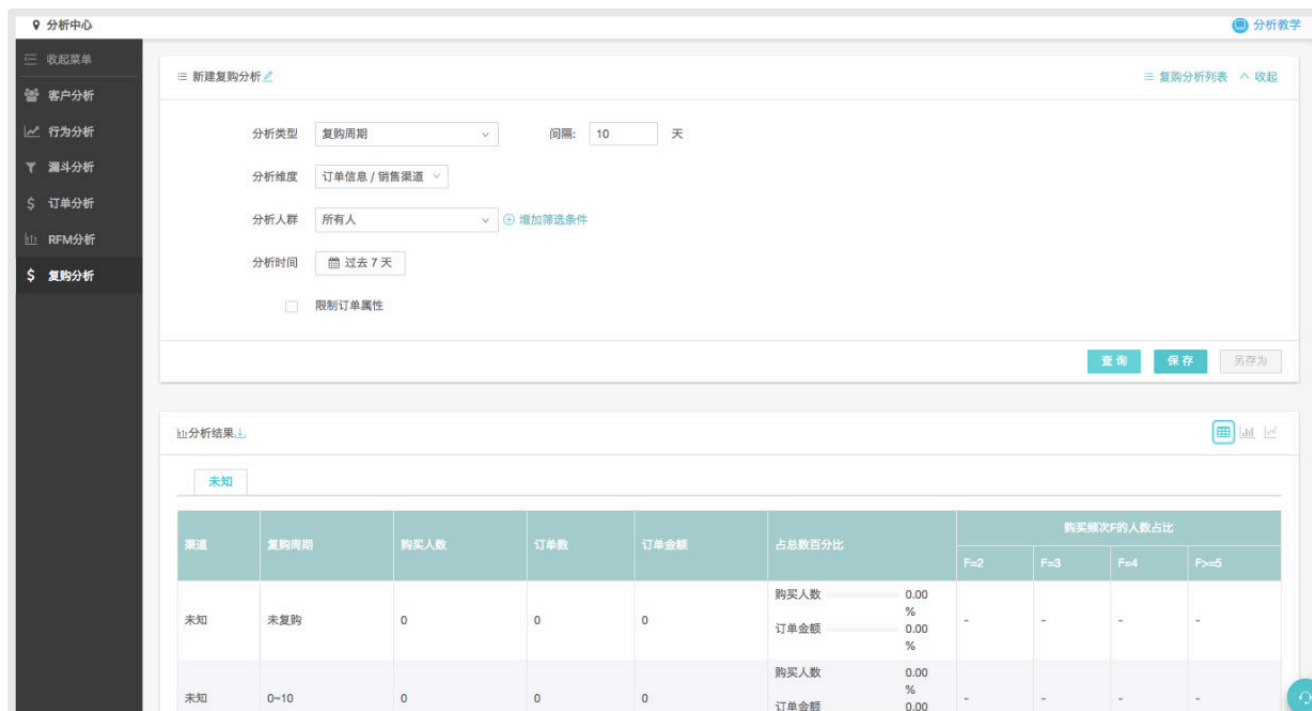 分析中心
分析教学
收起菜单
客户分析
行为分析
漏斗分析
订单分析
RFM分析
复购分析
新建复购分析
复购分析列表 收起
分析类型 复购周期 间隔: 10 天
分析维度 订单信息 / 销售渠道
分析人群 所有人 增加筛选条件
分析时间 过去 7 天
限制订单属性
查询 保存 另存为
分析结果
未知
渠道 复购周期 购买人数 订单数 订单金额 占总数百分比 购买频次F的人数占比
F=2 F=3 F=4 F>=5
未知 未复购 0 0 0 购买人数 0.00
%
订单金额 0.00
%
- - - -
未知 0~10 0 0 0 购买人数 0.00
%
订单金额 0.00
- - - -